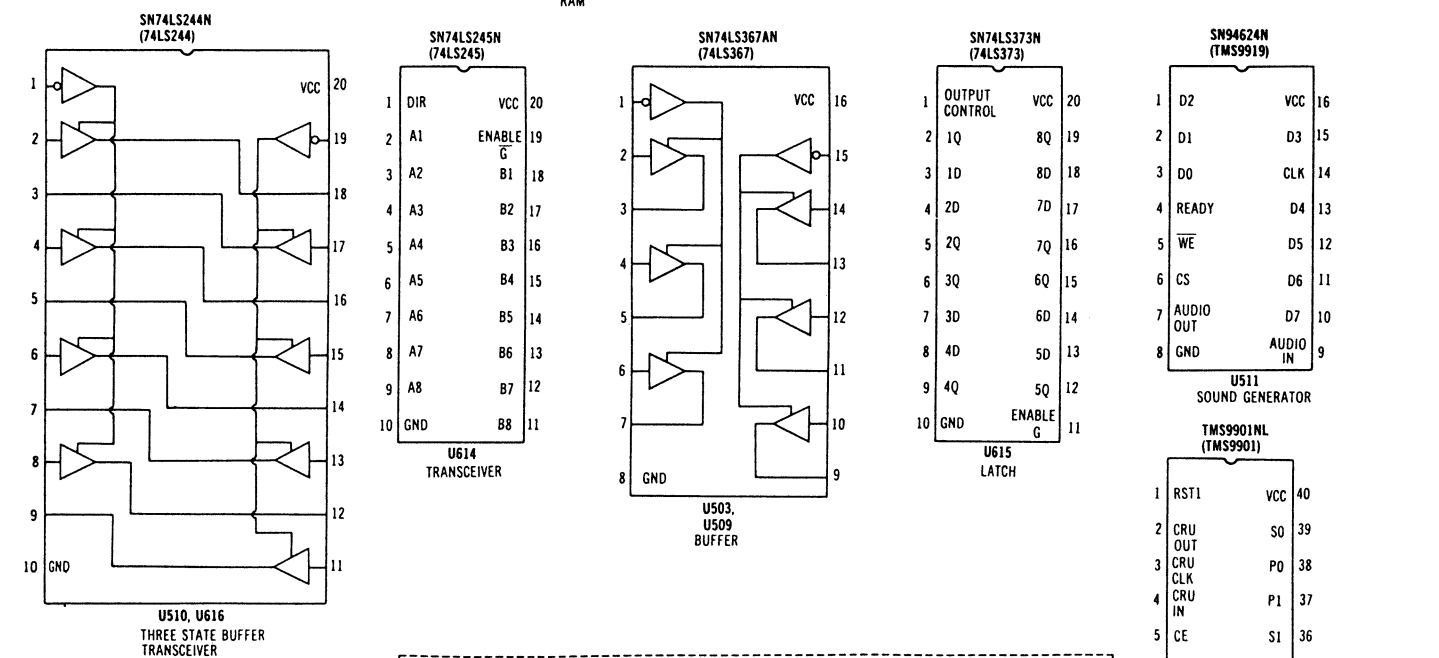 RAM
SN74LS244N
(74LS244)
1
VCC 20
2
19
3
18
4
17
5
16
6
15
7
14
8
13
9
12
10 GND
11
U510, U616
THREE STATE BUFFER
TRANSCEIVER
SN74LS245N
(74LS245)
1 DIR VCC 20
2 A1 ENABLE 19
G
3 A2 B1 18
4 A3 B2 17
5 A4 B3 16
6 A5 B4 15
7 A6 B5 14
8 A7 B6 13
9 A8 B7 12
10 GND B8 11
U614
TRANSCEIVER
SN74LS367AN
(74LS367)
1 VCC 16
2 15
3 14
4 13
5 12
6 11
7 10
8 GND 9
U503,
U509
BUFFER
SN74LS373N
(74LS373)
1 OUTPUT VCC 20
CONTROL
2 1Q 8Q 19
3 1D 8D 18
4 2D 7D 17
5 2Q 7Q 16
6 3Q 6Q 15
7 3D 6D 14
8 4D 5D 13
9 4Q 5Q 12
10 GND ENABLE 11
G
U615
LATCH
SN94624N
(TMS9919)
1 D2 VCC 16
2 D1 D3 15
3 D0 CLK 14
4 READY D4 13
5 WE D5 12
6 CS D6 11
7 AUDIO D7 10
OUT
8 GND AUDIO 9
IN
U511
SOUND GENERATOR
TMS9901NL
(TMS9901)
1 RST1 VCC 40
2 CRU S0 39
OUT
3 CRU P0 38
CLK
4 CRU P1 37
IN
5 CE S1 36